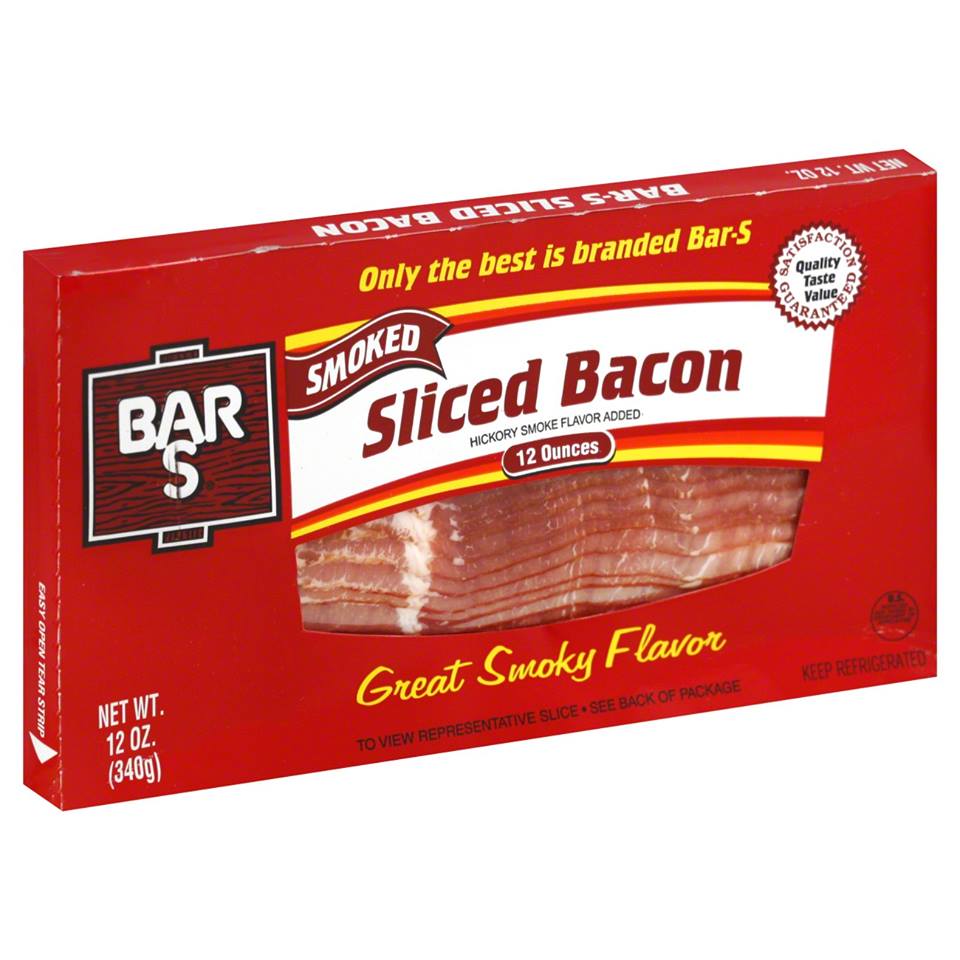 NET WT. 12 OZ.
BAR-S SLICED BACON
Only the best is branded Bar-S
SATISFACTION
Quality
Taste
Value
GUARANTEED
SMOKED
Sliced Bacon
HICKORY SMOKE FLAVOR ADDED
12 Ounces
BAR
S®
Great Smoky Flavor
TO VIEW REPRESENTATIVE SLICE • SEE BACK OF PACKAGE
U.S.
KEEP REFRIGERATED
NET WT.
12 OZ.
(340g)
EASY OPEN TEAR STRIP